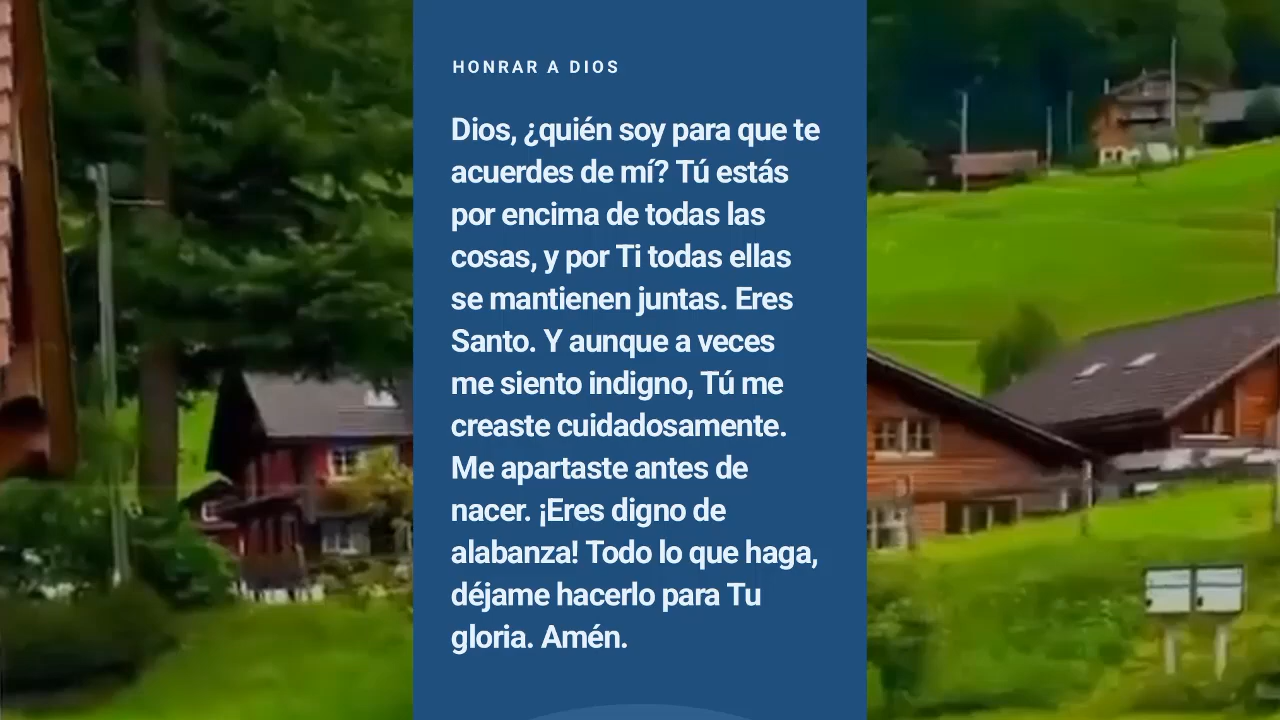 HONRAR A DIOS
Dios, ¿quién soy para que te
acuerdes de mí? Tú estás
por encima de todas las
cosas, y por Ti todas ellas
se mantienen juntas. Eres
Santo. Y aunque a veces
me siento indigno, Tú me
creaste cuidadosamente.
Me apartaste antes de
nacer. ¡Eres digno de
alabanza! Todo lo que haga,
déjame hacerlo para Tu
gloria. Amén.